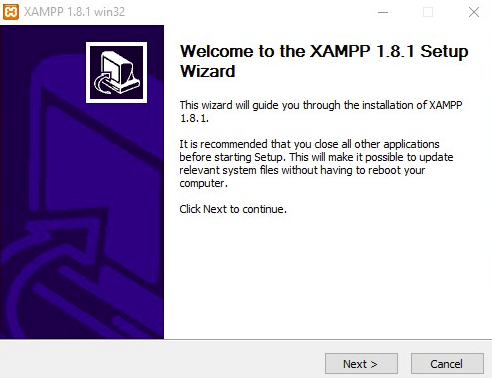 XAMPP 1.8.1 win32
Welcome to the XAMPP 1.8.1 Setup
Wizard
This wizard will guide you through the installation of XAMPP
1.8.1.
It is recommended that you close all other applications
before starting Setup. This will make it possible to update
relevant system files without having to reboot your
computer.
Click Next to continue.
Next >
Cancel